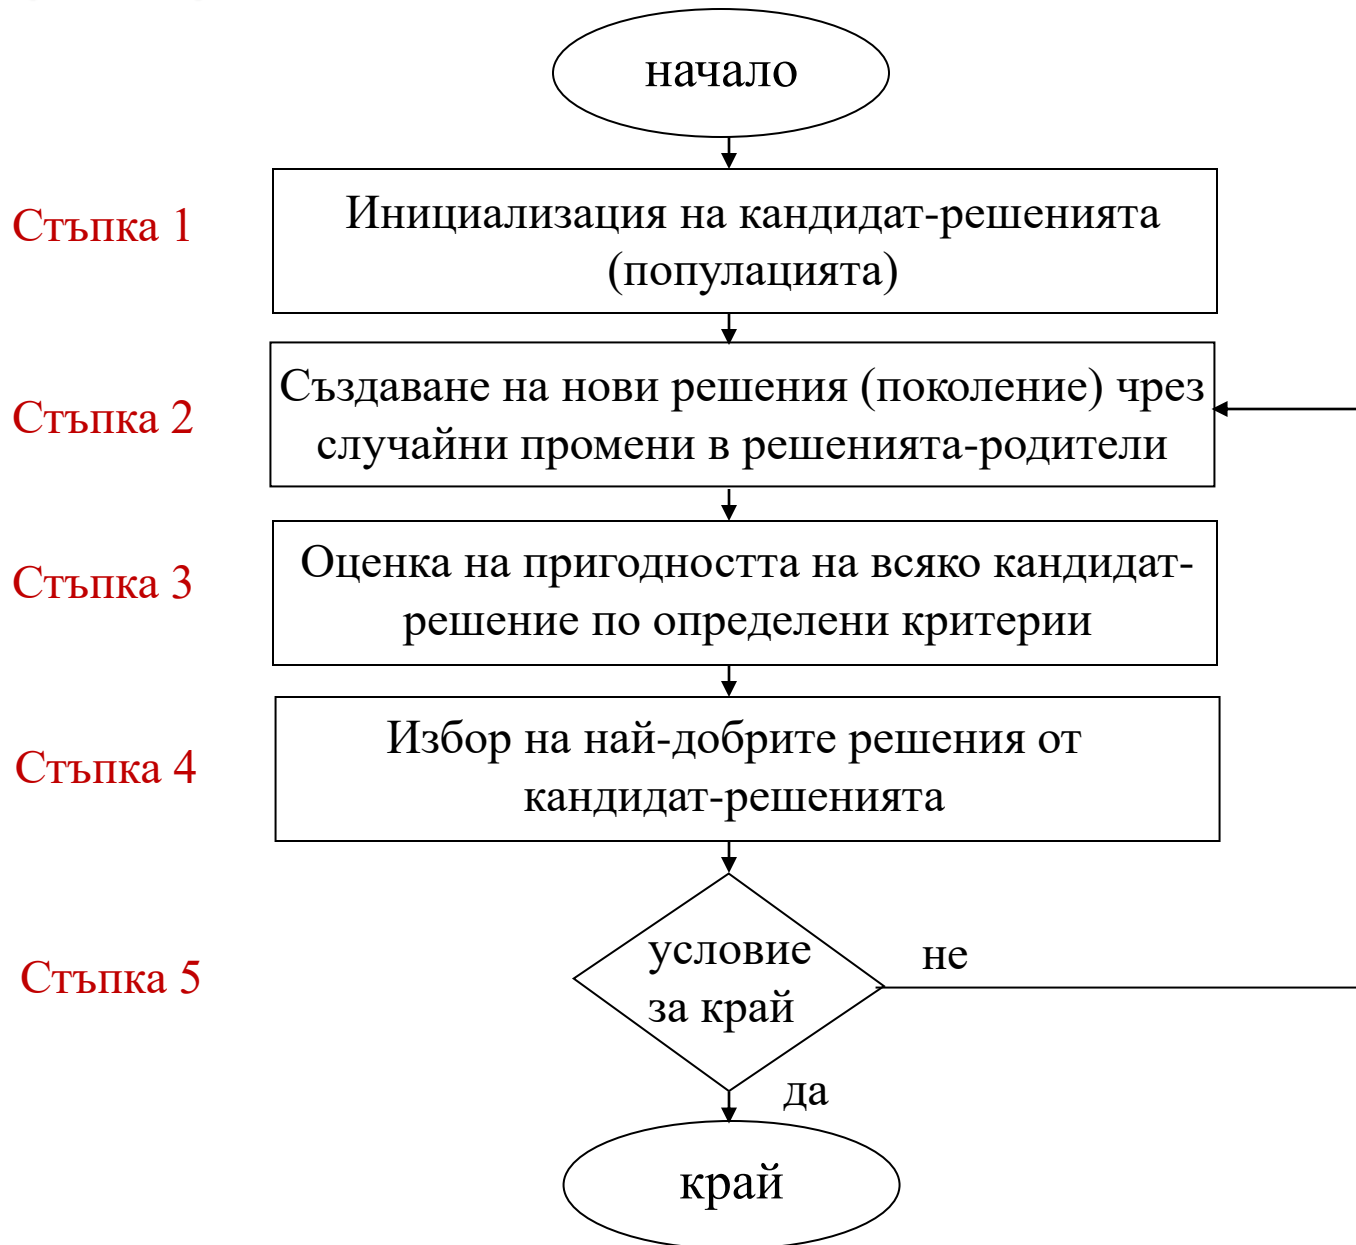 начало
Стъпка 1
Инициализация на кандидат-решенията
(популацията)
Стъпка 2
Създаване на нови решения (поколение) чрез
случайни промени в решенията-родители
Стъпка 3
Оценка на пригодността на всяко кандидат-
решение по определени критерии
Стъпка 4
Избор на най-добрите решения от
кандидат-решенията
Стъпка 5
условие
за край
не
да
край